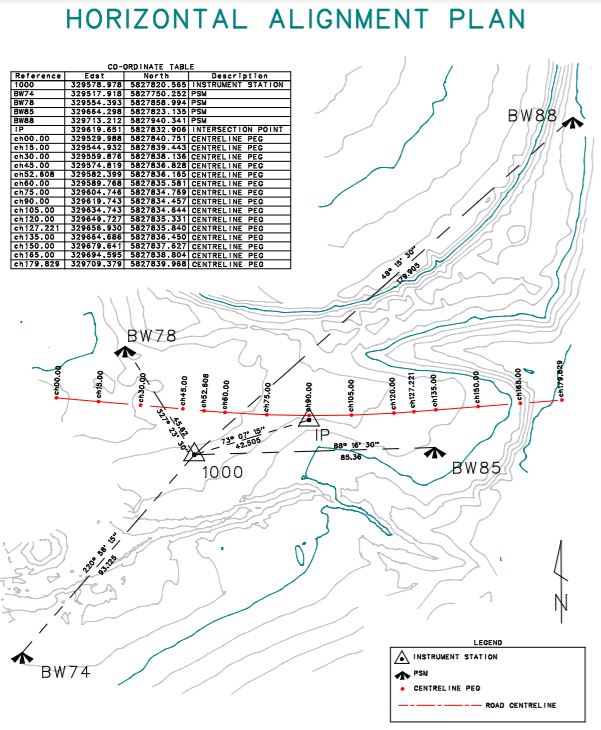 HORIZONTAL ALIGNMENT PLAN
CO-ORDINATE TABLE
Reference East North Description
1000 329578.978 5827820.565 INSTRUMENT STATION
BW74 329517.918 5827750.252 PSM
BW78 329554.393 5827858.994 PSM
BW85 329664.298 5827823.135 PSM
BW88 329713.212 5827940.341 PSM
IP 329619.651 5827832.906 INTERSECTION POINT
ch00.00 329529.988 5827840.751 CENTRELINE PEG
ch15.00 329544.932 5827839.443 CENTRELINE PEG
ch30.00 329559.876 5827838.136 CENTRELINE PEG
ch45.00 329574.819 5827836.828 CENTRELINE PEG
ch52.608 329582.399 5827836.165 CENTRELINE PEG
ch60.00 329589.768 5827835.581 CENTRELINE PEG
ch75.00 329604.746 5827834.769 CENTRELINE PEG
ch90.00 329619.743 5827834.457 CENTRELINE PEG
ch105.00 329634.743 5827834.644 CENTRELINE PEG
ch120.00 329649.727 5827835.331 CENTRELINE PEG
ch127.221 329656.930 5827835.840 CENTRELINE PEG
ch135.00 329664.686 5827836.450 CENTRELINE PEG
ch150.00 329679.641 5827837.627 CENTRELINE PEG
ch165.00 329694.595 5827838.804 CENTRELINE PEG
ch179.829 329709.379 5827839.968 CENTRELINE PEG
BW88
48° 15' 30"
179.905
BW78
ch00.00
ch15.00
ch30.00
ch45.00
ch52.608
ch60.00
ch75.00
ch90.00
ch105.00
ch120.00
ch127.221
ch135.00
ch150.00
ch165.00
ch179.829
45.62
327° 23' 30"
73° 07' 15"
42.505
IP
88° 16' 30"
85.36
1000
BW85
220° 58' 15"
93.125
BW74
N
LEGEND
INSTRUMENT STATION
PSM
CENTRELINE PEG
ROAD CENTRELINE